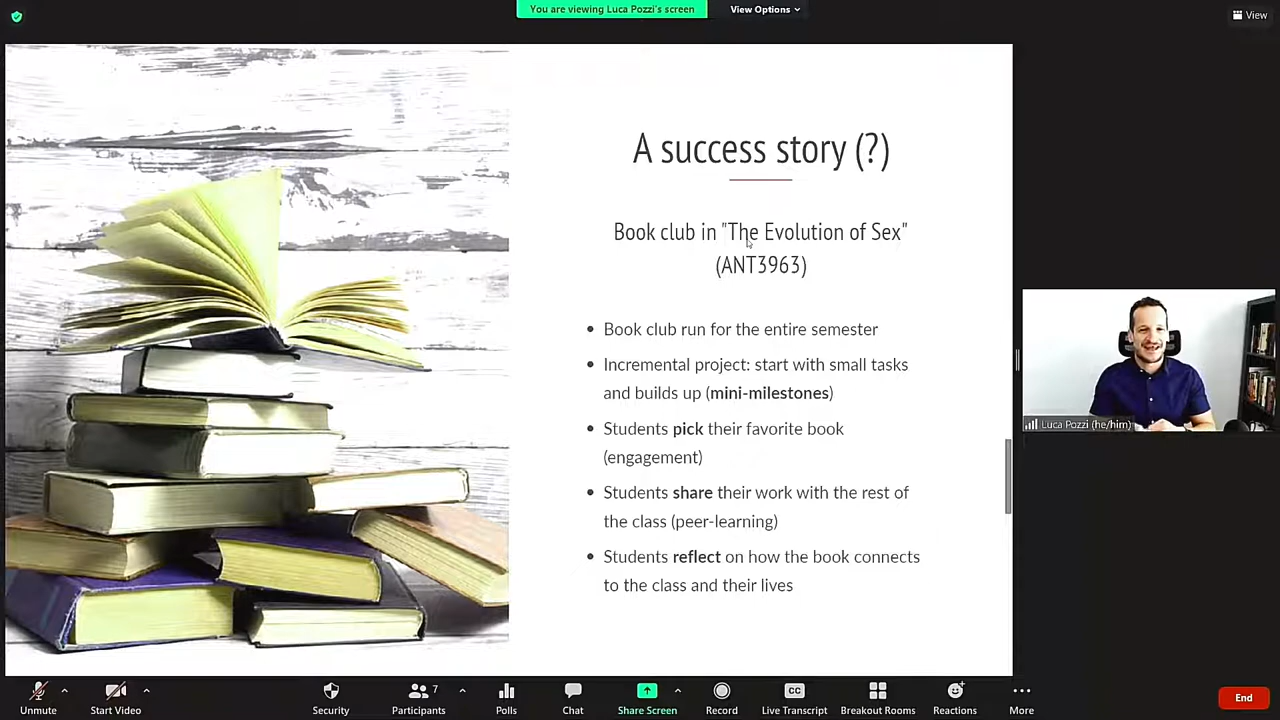 You are viewing Luca Pozzi's screen
View Options
View
A success story (?)
Book club in "The Evolution of Sex"
(ANT3963)
Book club run for the entire semester
Incremental project: start with small tasks
and builds up (mini-milestones)
Students pick their favorite book
(engagement)
Students share their work with the rest of
the class (peer-learning)
Students reflect on how the book connects
to the class and their lives
Luca Pozzi (he/him)
7
Unmute
Start Video
Security
Participants
Polls
Chat
Share Screen
Record
CC
Live Transcript
Breakout Rooms
Reactions
More
End